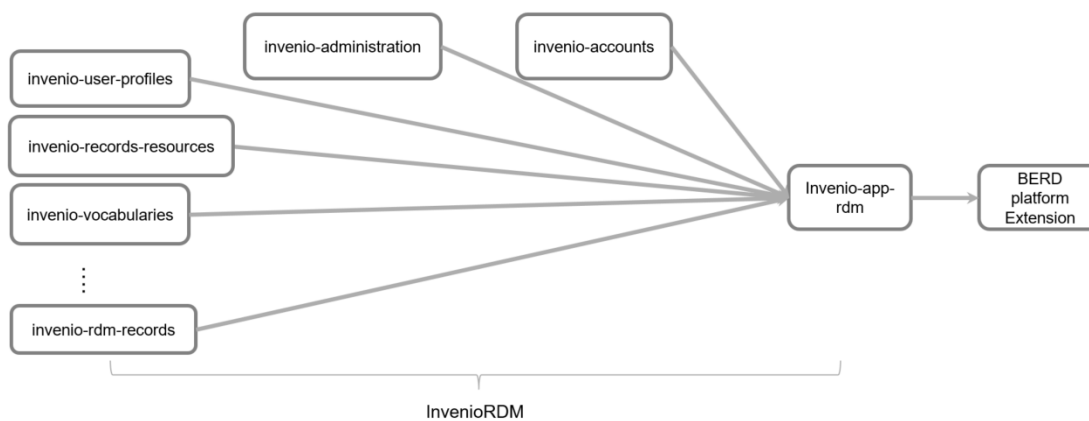 invenio-administration
invenio-accounts
invenio-user-profiles
invenio-records-resources
invenio-vocabularies
invenio-rdm-records
Invenio-app-
rdm
BERD
platform
Extension
InvenioRDM